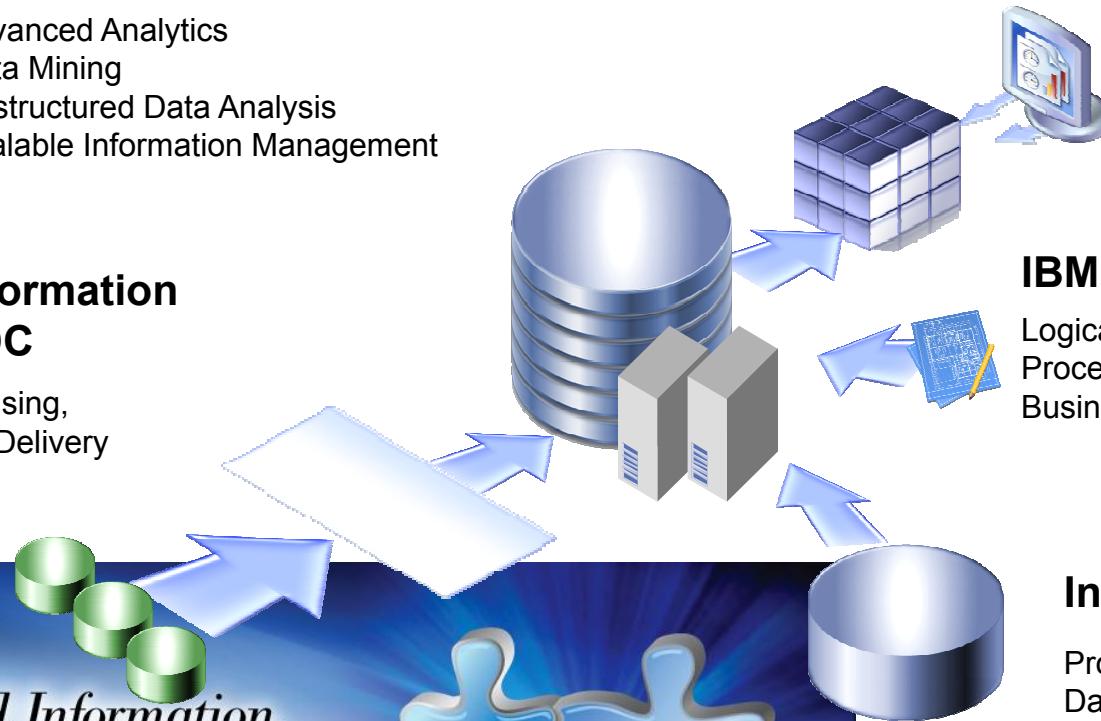 vanced Analytics
ta Mining
structured Data Analysis
alable Information Management
ormation
OC
sing,
Delivery
IBM
Logica
Proce
Busin
In
Pro
Da
Information